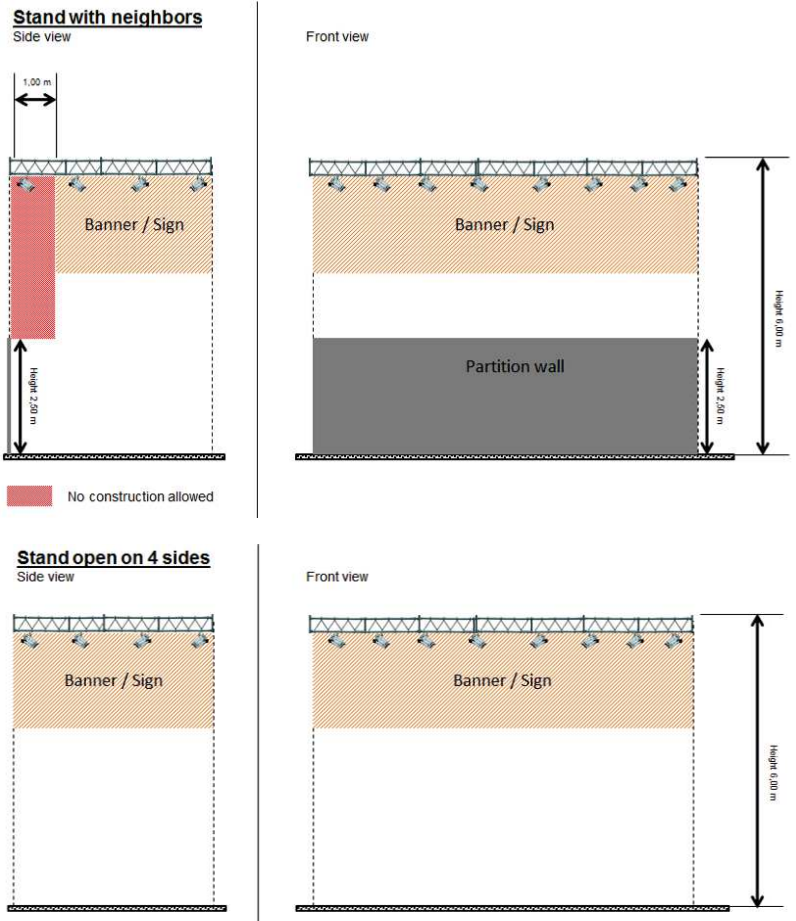 Stand with neighbors
Side view
Front view
1,00 m
Banner / Sign
Banner / Sign
Height 6,00 m
Partition wall
Height 2,50 m
Height 2,50 m
No construction allowed
Stand open on 4 sides
Side view
Front view
Banner / Sign
Banner / Sign
Height 6,00 m